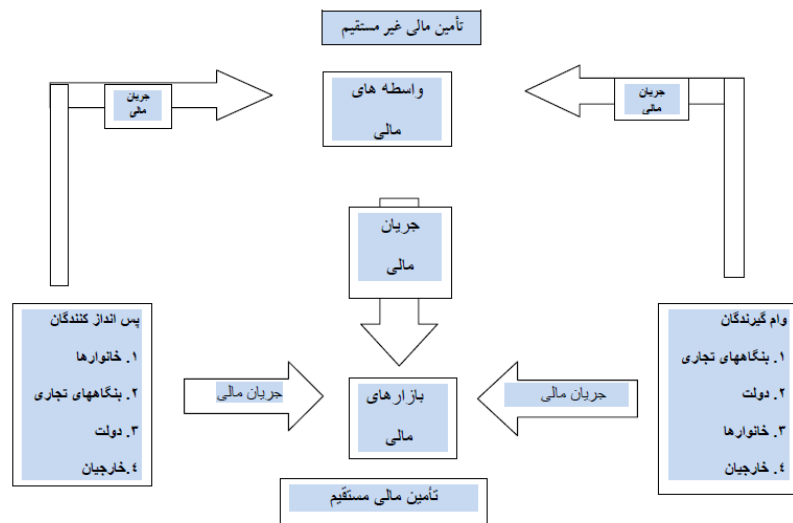 تأمین مالی غیر مستقیم
واسطه های
مالی
جریان
مالی
جریان
مالی
جریان
مالی
وام گیرندگان
۱. بنگاههای تجاری
۲. دولت
۳. خانوارها
۴. خارجیان
پس انداز کنندگان
۱. خانوارها
۲. بنگاههای تجاری
۳. دولت
۴.خارجیان
جریان مالی
بازارهای
مالی
جریان مالی
تأمین مالی مستقیم